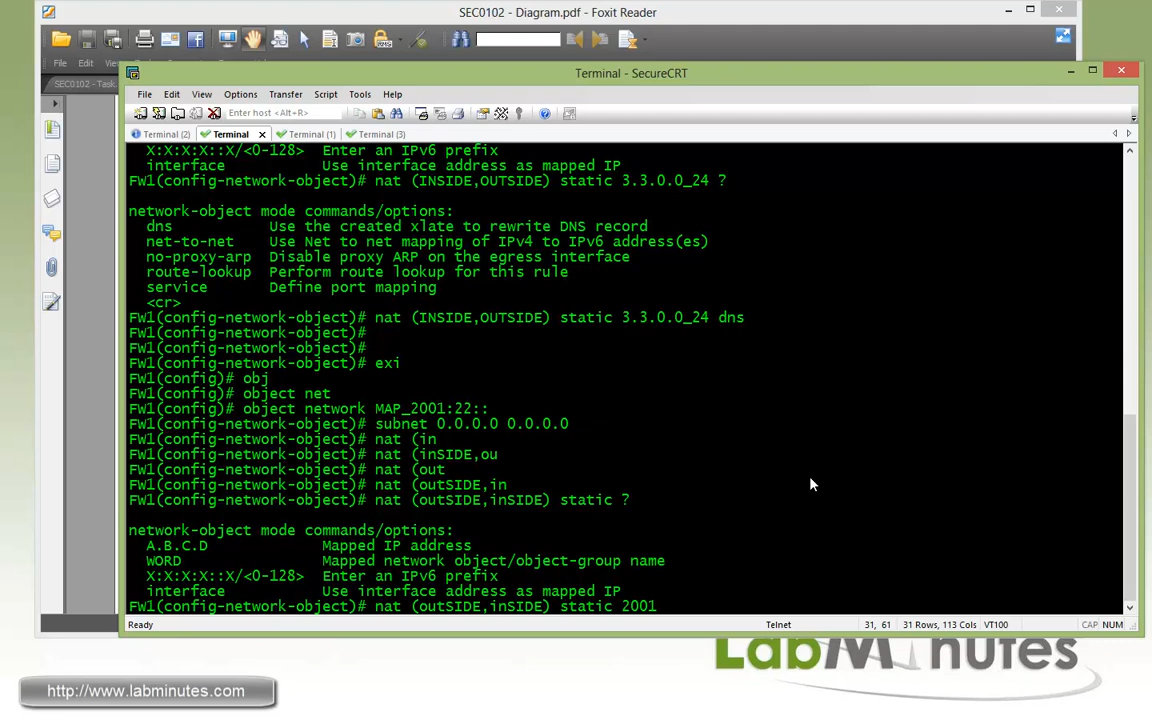 SEC0102 - Diagram.pdf - Foxit Reader
File Edit
SEC0102 - Task
Terminal - SecureCRT
File Edit View Options Transfer Script Tools Help
Enter host <Alt+R>
Terminal (2) Terminal Terminal (1) Terminal (3)
X:X:X:X::X/<0-128> Enter an IPv6 prefix
interface Use interface address as mapped IP
FW1(config-network-object)# nat (INSIDE,OUTSIDE) static 3.3.0.0_24 ?
network-object mode commands/options:
dns Use the created xlate to rewrite DNS record
net-to-net Use Net to net mapping of IPv4 to IPv6 address(es)
no-proxy-arp Disable proxy ARP on the egress interface
route-lookup Perform route lookup for this rule
service Define port mapping
<cr>
FW1(config-network-object)# nat (INSIDE,OUTSIDE) static 3.3.0.0_24 dns
FW1(config-network-object)#
FW1(config-network-object)#
FW1(config-network-object)# exi
FW1(config)# obj
FW1(config)# object net
FW1(config)# object network MAP_2001:22::
FW1(config-network-object)# subnet 0.0.0.0 0.0.0.0
FW1(config-network-object)# nat (in
FW1(config-network-object)# nat (inSIDE,ou
FW1(config-network-object)# nat (out
FW1(config-network-object)# nat (outSIDE,in
FW1(config-network-object)# nat (outSIDE,inSIDE) static ?
network-object mode commands/options:
A.B.C.D Mapped IP address
WORD Mapped network object/object-group name
X:X:X:X::X/<0-128> Enter an IPv6 prefix
interface Use interface address as mapped IP
FW1(config-network-object)# nat (outSIDE,inSIDE) static 2001
Ready Telnet 31, 61 31 Rows, 113 Cols VT100 CAP NUM
LabMinutes
http://www.labminutes.com